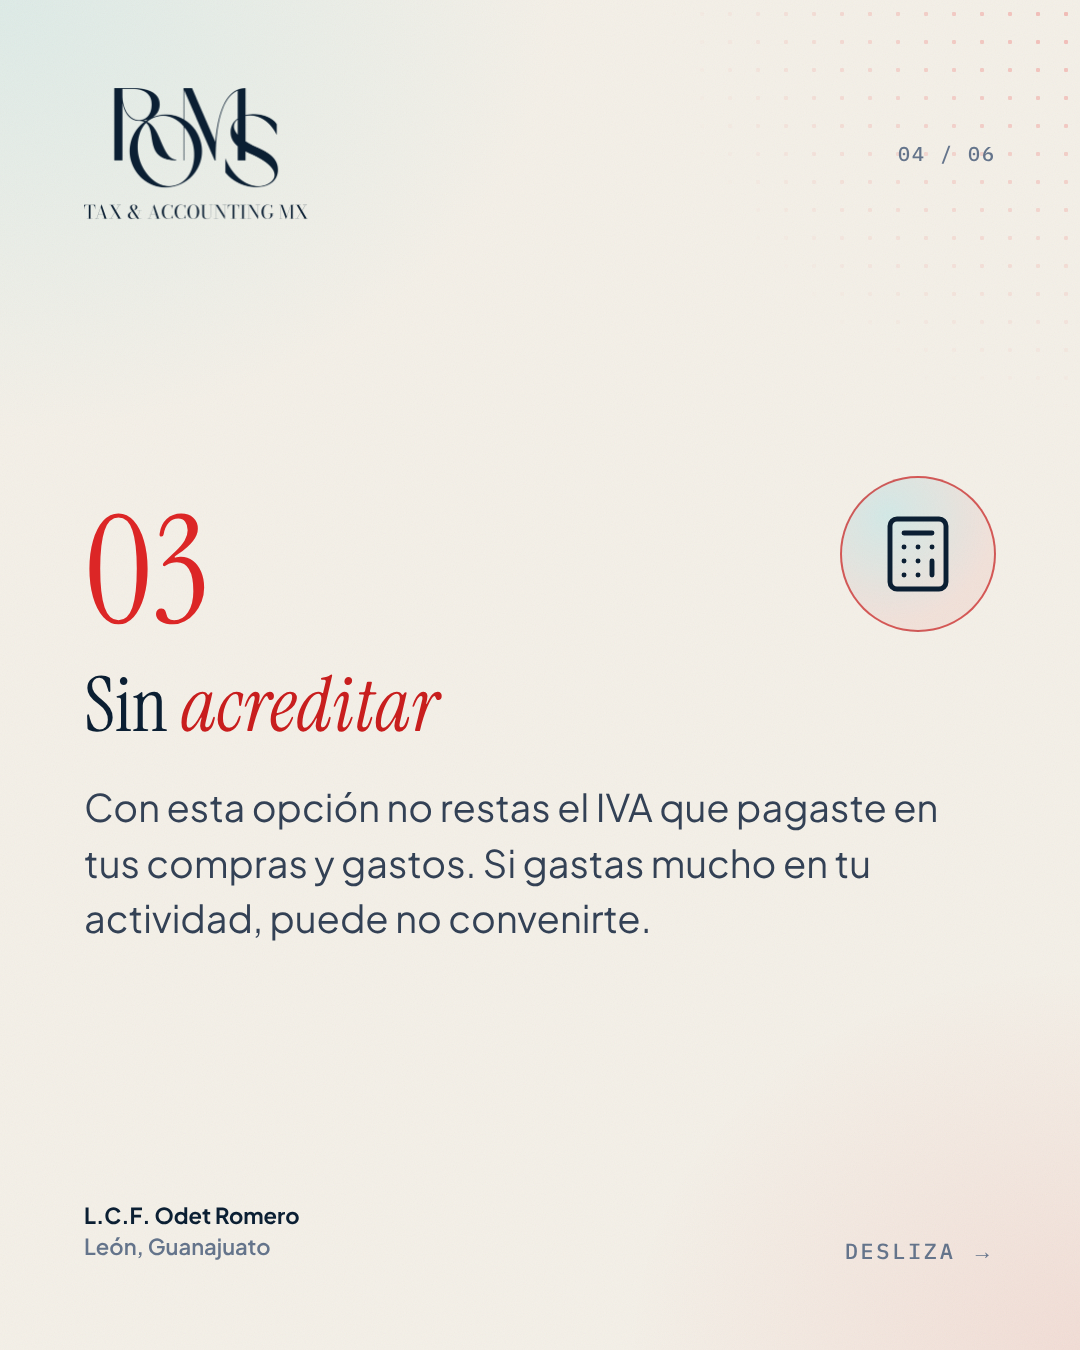 ROMS
TAX & ACCOUNTING MX
04 / 06
03
Sin acreditar
Con esta opción no restas el IVA que pagaste en
tus compras y gastos. Si gastas mucho en tu
actividad, puede no convenirte.
L.C.F. Odet Romero
León, Guanajuato
DESLIZA →